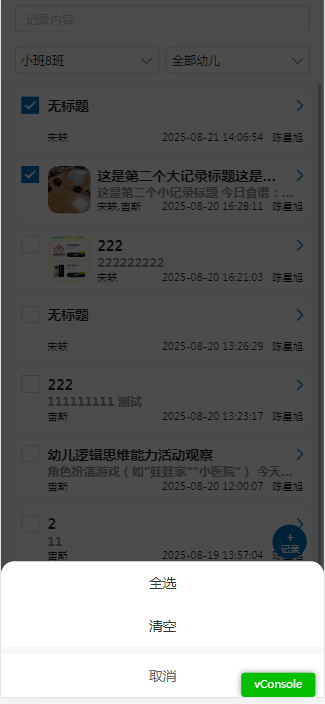 记录内容
小班8班
全部幼儿
无标题
宋轶 2025-08-21 14:06:54 陈星旭
这是第二个大记录标题这是...
这是第二个小记录标题 今日食谱：...
宋轶,宙斯 2025-08-20 16:28:11 陈星旭
222
222222222
宋轶 2025-08-20 16:21:03 陈星旭
无标题
宋轶 2025-08-20 13:26:29 陈星旭
222
111111111 测试
宙斯 2025-08-20 13:23:17 陈星旭
幼儿逻辑思维能力活动观察
角色扮演游戏（如"娃娃家""小医院"） 今天...
宙斯 2025-08-20 12:00:07 陈星旭
2
11
宙斯 2025-08-19 13:57:04 陈星旭
+
记录
全选
清空
取消
vConsole